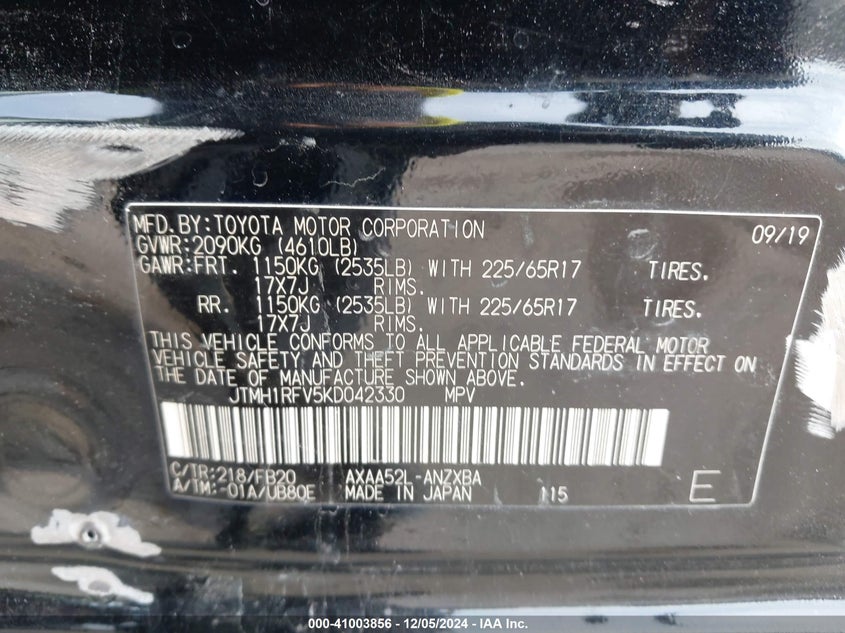 MFD. BY: TOYOTA MOTOR CORPORATION 09/19
GVWR: 2090KG (4610LB)
GAWR: FRT. 1150KG (2535LB) WITH 225/65R17 TIRES.
17X7J RIMS.
RR. 1150KG (2535LB) WITH 225/65R17 TIRES.
17X7J RIMS.
THIS VEHICLE CONFORMS TO ALL APPLICABLE FEDERAL MOTOR
VEHICLE SAFETY AND THEFT PREVENTION STANDARDS IN EFFECT ON
THE DATE OF MANUFACTURE SHOWN ABOVE.
JTMH1RFV5KD042330 MPV
C/TR: 218/FB20 AXAA52L-ANZXBA
A/TM: -01A/UB80E MADE IN JAPAN 115 E
000-41003856 - 12/05/2024 - IAA Inc.